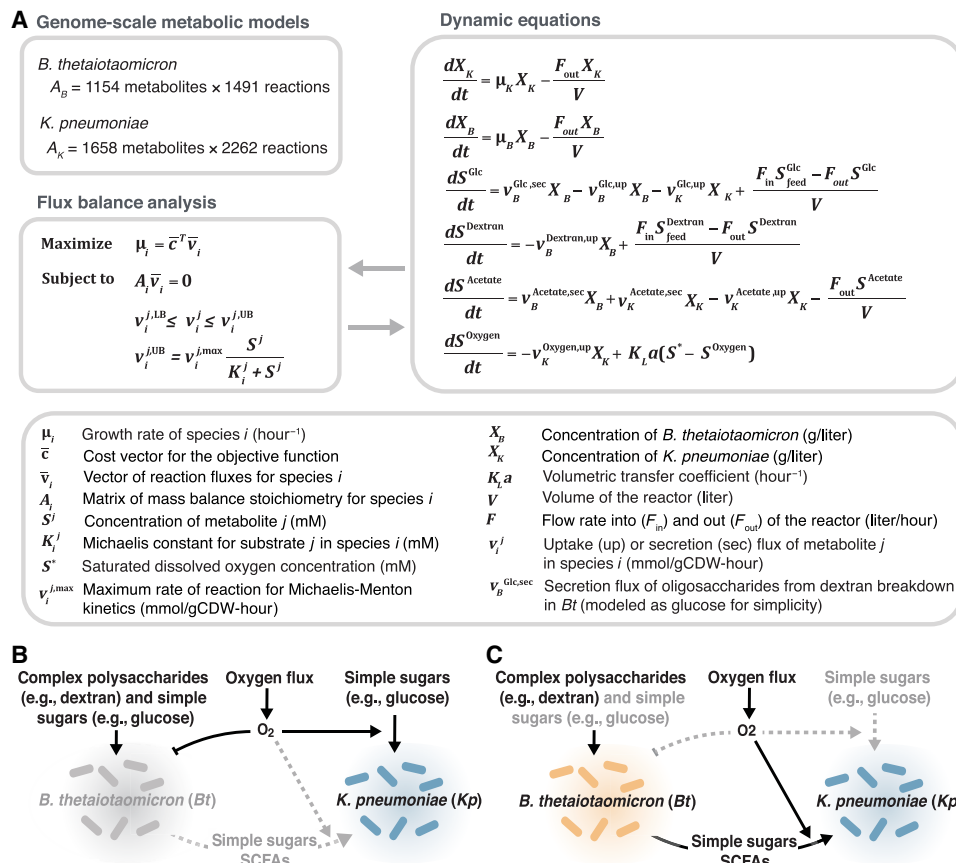 A
Genome-scale metabolic models
B. thetaiotaomicron
A_B = 1154 metabolites × 1491 reactions
K. pneumoniae
A_K = 1658 metabolites × 2262 reactions
Flux balance analysis
Maximize μ_i = c̅^T v̅_i
Subject to A_i v̅_i = 0
v_i^{j,LB} ≤ v_i^j ≤ v_i^{j,UB}
v_i^{j,UB} = v_i^{j,max} S^j / (K_i^j + S^j)
Dynamic equations
dX_K/dt = μ_K X_K − F_out X_K / V
dX_B/dt = μ_B X_B − F_out X_B / V
dS^Glc/dt = v_B^{Glc,sec} X_B − v_B^{Glc,up} X_B − v_K^{Glc,up} X_K + (F_in S_feed^Glc − F_out S^Glc) / V
dS^Dextran/dt = −v_B^{Dextran,up} X_B + (F_in S_feed^Dextran − F_out S^Dextran) / V
dS^Acetate/dt = v_B^{Acetate,sec} X_B + v_K^{Acetate,sec} X_K − v_K^{Acetate,up} X_K − F_out S^Acetate / V
dS^Oxygen/dt = −v_K^{Oxygen,up} X_K + K_L a(S* − S^Oxygen)
μ_i Growth rate of species i (hour⁻¹)
c̅ Cost vector for the objective function
v̅_i Vector of reaction fluxes for species i
A_i Matrix of mass balance stoichiometry for species i
S^j Concentration of metabolite j (mM)
K_i^j Michaelis constant for substrate j in species i (mM)
S* Saturated dissolved oxygen concentration (mM)
v_i^{j,max} Maximum rate of reaction for Michaelis-Menton
kinetics (mmol/gCDW-hour)
X_B Concentration of B. thetaiotaomicron (g/liter)
X_K Concentration of K. pneumoniae (g/liter)
K_L a Volumetric transfer coefficient (hour⁻¹)
V Volume of the reactor (liter)
F Flow rate into (F_in) and out (F_out) of the reactor (liter/hour)
v_i^j Uptake (up) or secretion (sec) flux of metabolite j
in species i (mmol/gCDW-hour)
v_B^{Glc,sec} Secretion flux of oligosaccharides from dextran breakdown
in Bt (modeled as glucose for simplicity)
B
Complex polysaccharides
(e.g., dextran) and simple
sugars (e.g., glucose)
Oxygen flux
Simple sugars
(e.g., glucose)
O₂
B. thetaiotaomicron (Bt)
K. pneumoniae (Kp)
Simple sugars
SCFAs
C
Complex polysaccharides
(e.g., dextran) and simple
sugars (e.g., glucose)
Oxygen flux
Simple sugars
(e.g., glucose)
O₂
B. thetaiotaomicron (Bt)
K. pneumoniae (Kp
Simple sugars
SCFAs